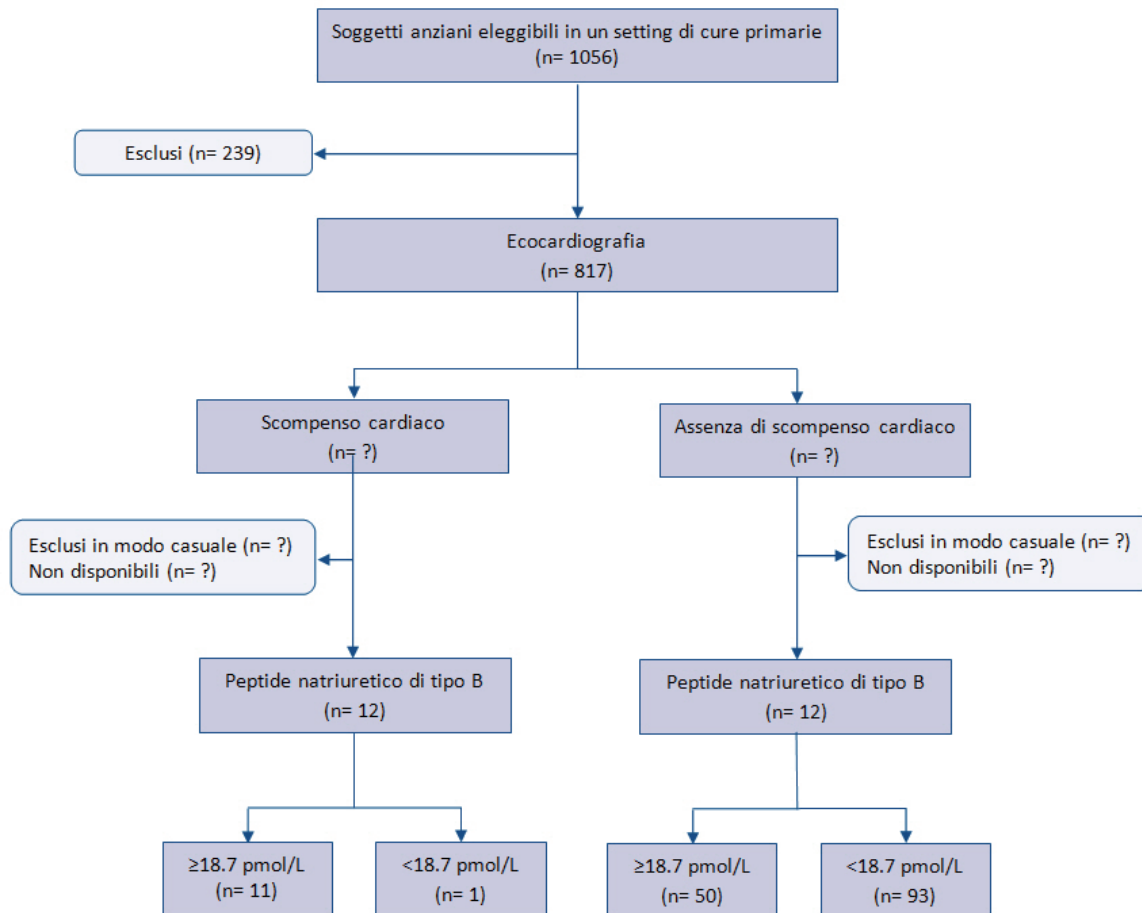 Soggetti anziani eleggibili in un setting di cure primarie
(n= 1056)
Esclusi (n= 239)
Ecocardiografia
(n= 817)
Scompenso cardiaco
(n= ?)
Assenza di scompenso cardiaco
(n= ?)
Esclusi in modo casuale (n= ?)
Non disponibili (n= ?)
Esclusi in modo casuale (n= ?)
Non disponibili (n= ?)
Peptide natriuretico di tipo B
(n= 12)
Peptide natriuretico di tipo B
(n= 12)
≥18.7 pmol/L
(n= 11)
<18.7 pmol/L
(n= 1)
≥18.7 pmol/L
(n= 50)
<18.7 pmol/L
(n= 93)